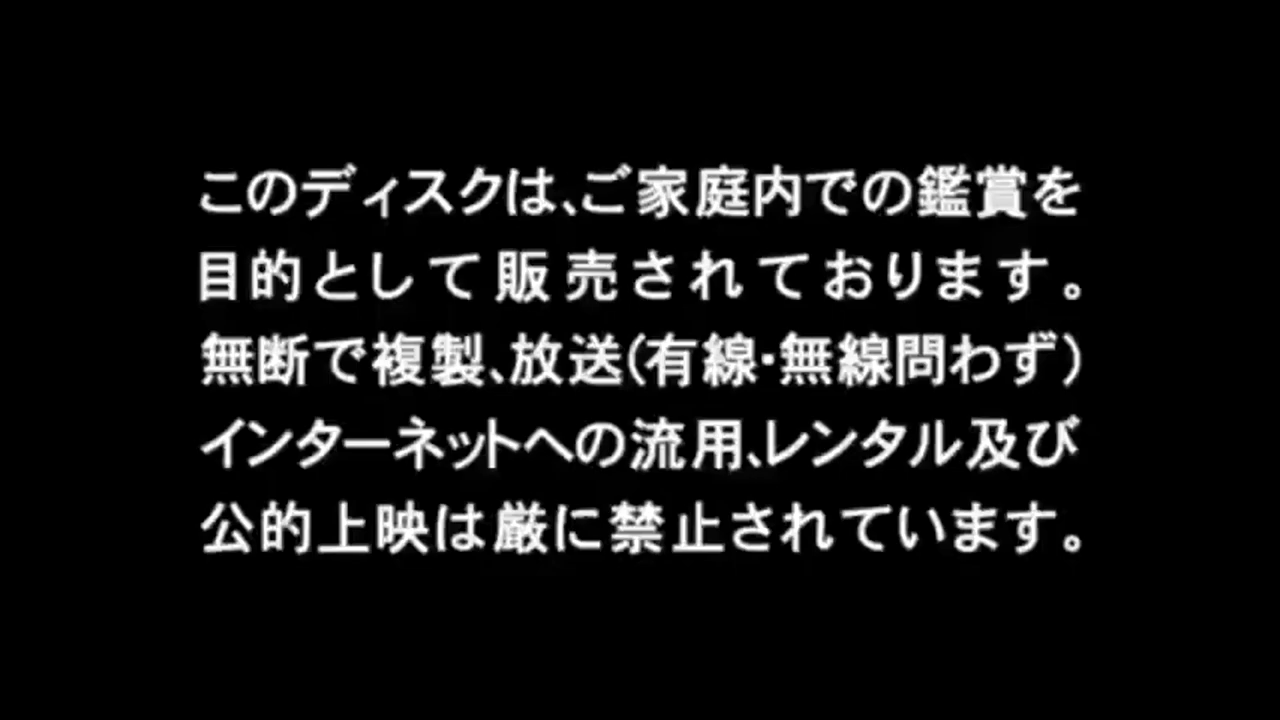 このディスクは、ご家庭内での鑑賞を
目的として販売されております。
無断で複製、放送(有線・無線問わず)
インターネットへの流用、レンタル及び
公的上映は厳に禁止されています。